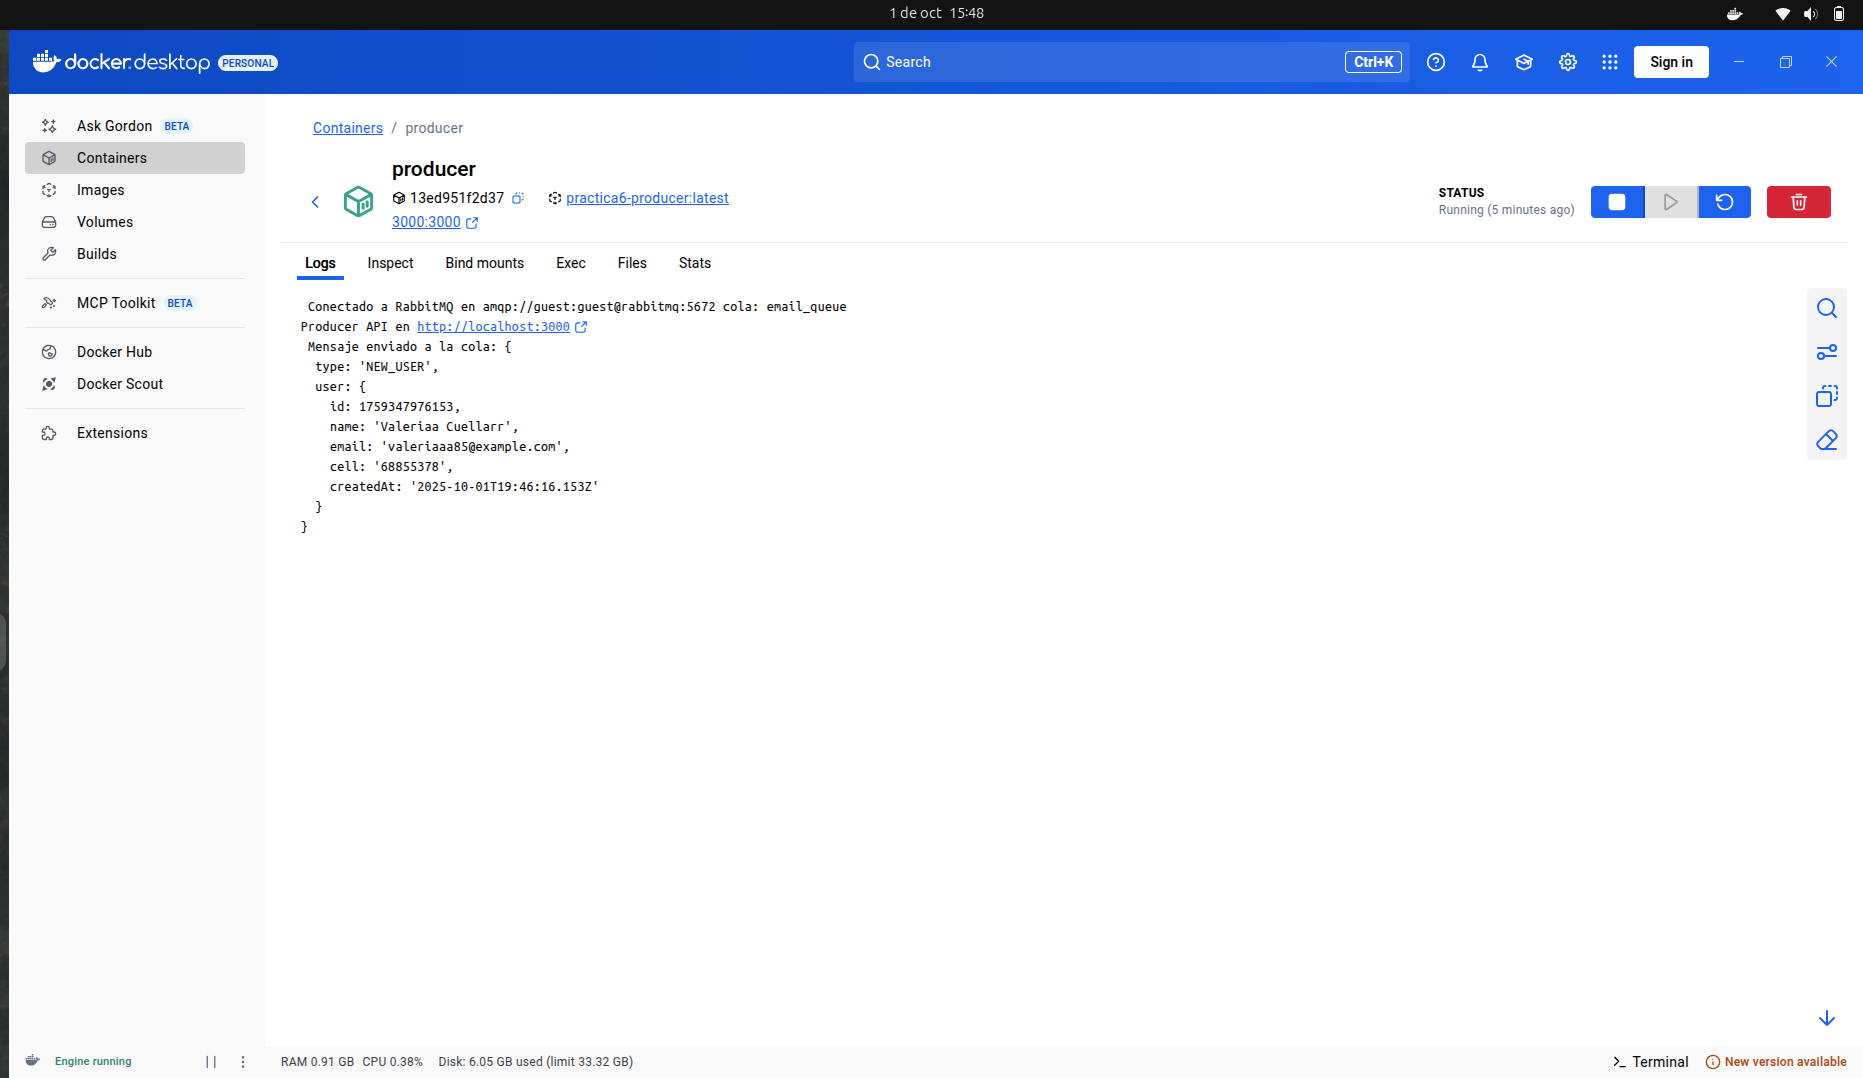 1 de oct 15:48
docker.desktop PERSONAL
Search Ctrl+K
Sign in
Ask Gordon BETA
Containers
Images
Volumes
Builds
MCP Toolkit BETA
Docker Hub
Docker Scout
Extensions
Containers / producer
producer
13ed951f2d37 practica6-producer:latest
3000:3000
STATUS
Running (5 minutes ago)
Logs Inspect Bind mounts Exec Files Stats
Conectado a RabbitMQ en amqp://guest:guest@rabbitmq:5672 cola: email_queue
Producer API en http://localhost:3000
Mensaje enviado a la cola: {
type: 'NEW_USER',
user: {
id: 1759347976153,
name: 'Valeriaa Cuellarr',
email: 'valeriaaa85@example.com',
cell: '68855378',
createdAt: '2025-10-01T19:46:16.153Z'
}
}
Engine running
RAM 0.91 GB CPU 0.38% Disk: 6.05 GB used (limit 33.32 GB)
>_ Terminal
New version available